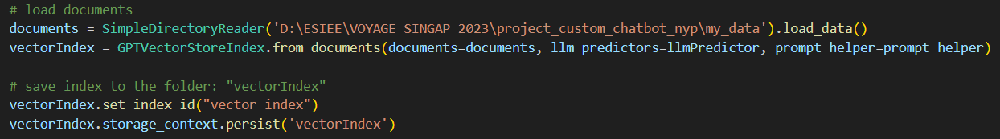 # load documents
documents = SimpleDirectoryReader('D:\ESIEE\VOYAGE SINGAP 2023\project_custom_chatbot_nyp\my_data').load_data()
vectorIndex = GPTVectorStoreIndex.from_documents(documents=documents, llm_predictors=llmPredictor, prompt_helper=prompt_helper)
# save index to the folder: "vectorIndex"
vectorIndex.set_index_id("vector_index")
vectorIndex.storage_context.persist('vectorIndex')